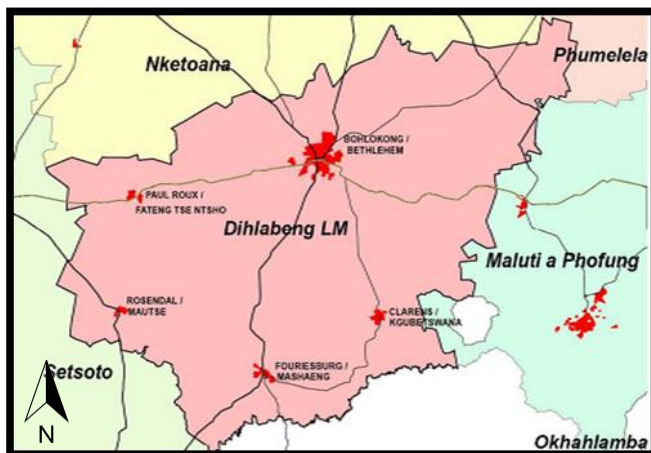 Nketoana
Phumelela
BOHLOKONG /
BETHLEHEM
PAUL ROUX /
FATENG TSE NTSHO
Dihlabeng LM
Maluti a Phofung
ROSENDAL /
MAUTSE
CLARENS /
KGUBETSWANA
Setsoto
FOURIESBURG /
MASHAENG
N
Okhahlamba